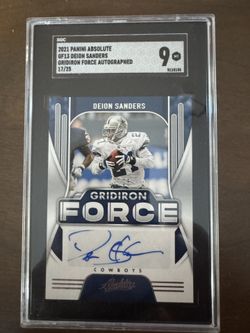 SGC
2021 PANINI ABSOLUTE
GF13 DEION SANDERS
GRIDIRON FORCE AUTOGRAPHED
17/25
9
DEION SANDERS
21
GRIDIRON
FORCE
COWBOYS
Absolute